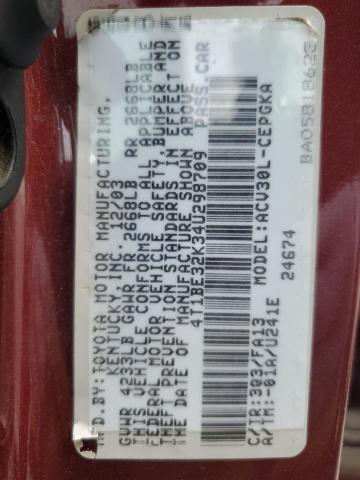 MFD.BY:TOYOTA MOTOR MANUFACTURING,
KENTUCKY,INC. 12/03
GVWR 4233LB GAWR FR 2668LB RR 2668LB
THIS VEHICLE CONFORMS TO ALL APPLICABLE
FEDERAL MOTOR VEHICLE SAFETY,BUMPER,AND
THEFT PREVENTION STANDARDS IN EFFECT ON
THE DATE OF MANUFACTURE SHOWN ABOVE.
4T1BE32K34U298709 PASS.CAR
C/TR:3Q3/FA13
A/TM:-01A/U241E
MODEL:ACV30L-CEPGKA
24674
BA05818623